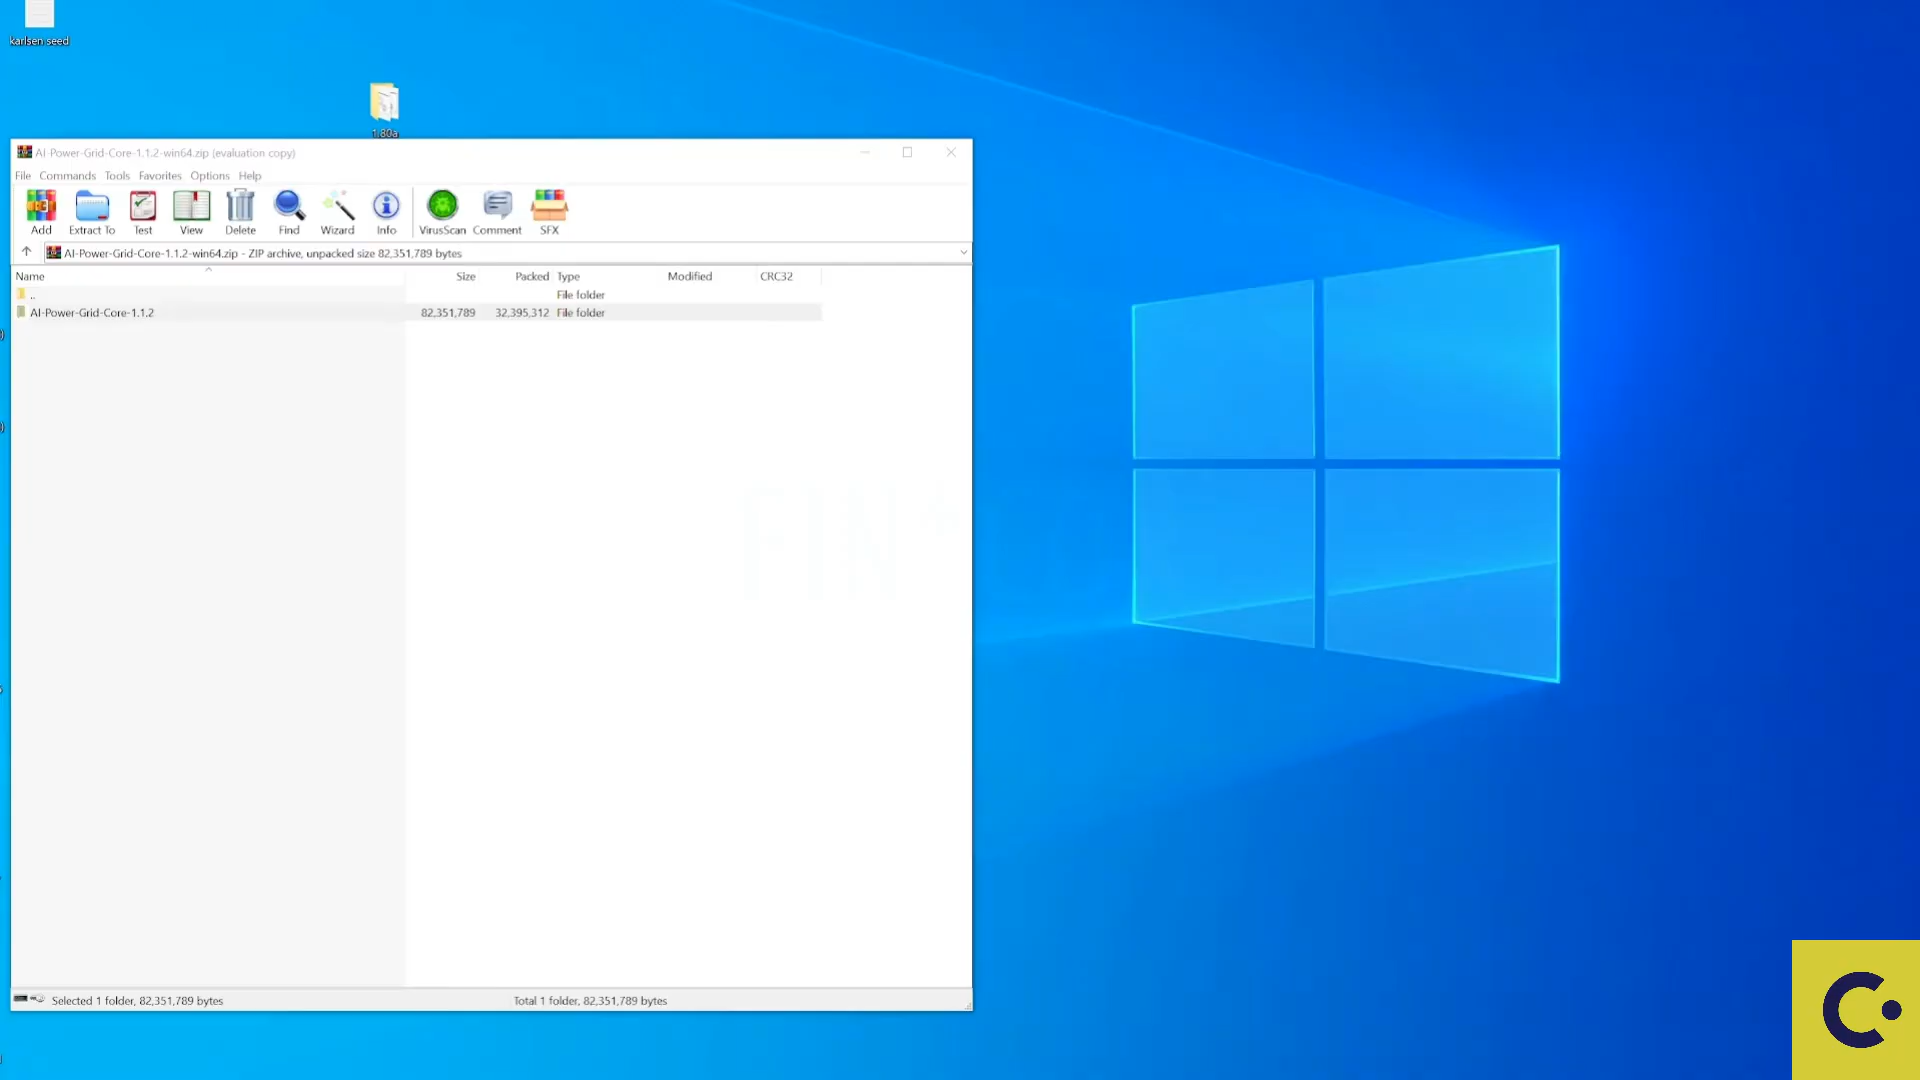 karlsen seed
1.80a
AI-Power-Grid-Core-1.1.2-win64.zip (evaluation copy)
File Commands Tools Favorites Options Help
Add Extract To Test View Delete Find Wizard Info VirusScan Comment SFX
AI-Power-Grid-Core-1.1.2-win64.zip - ZIP archive, unpacked size 82,351,789 bytes
Name Size Packed Type Modified CRC32
.. File folder
AI-Power-Grid-Core-1.1.2 82,351,789 32,395,312 File folder
Selected 1 folder, 82,351,789 bytes Total 1 folder, 82,351,789 bytes